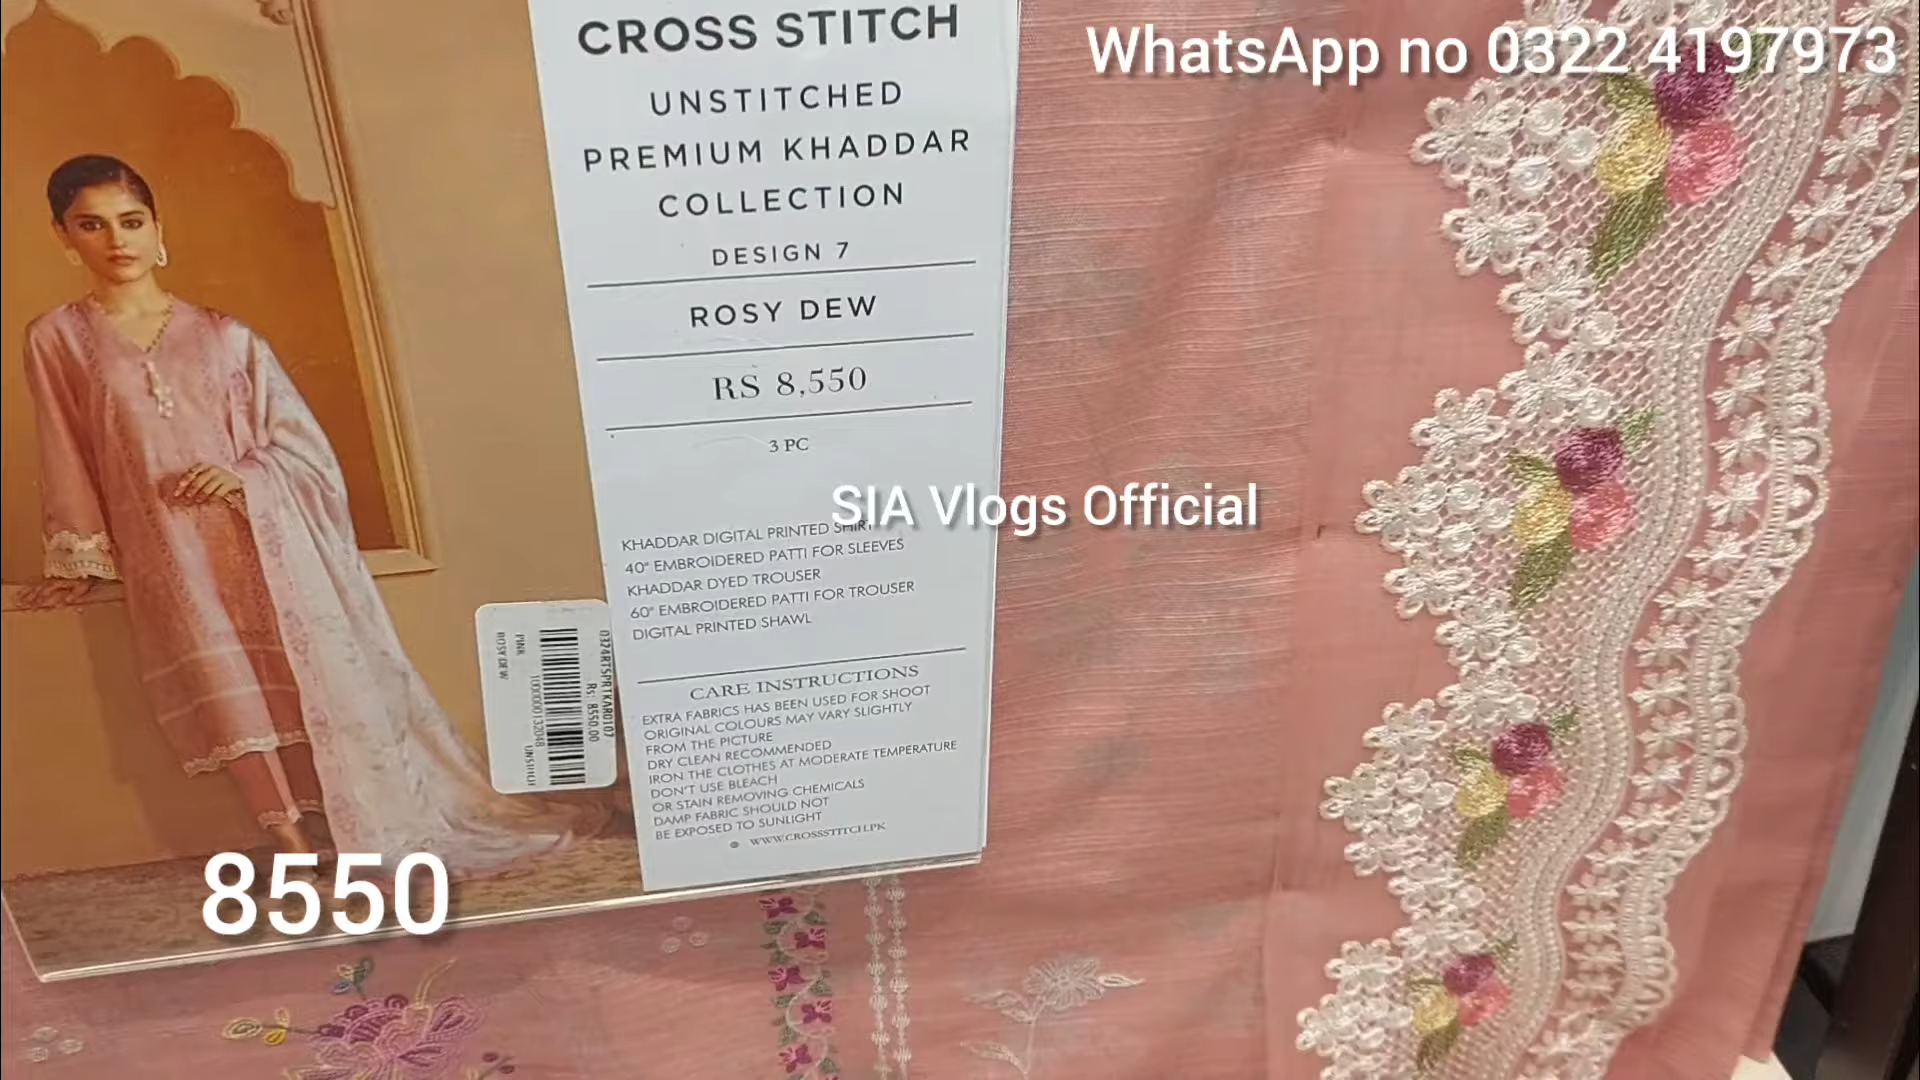 CROSS STITCH
UNSTITCHED
PREMIUM KHADDAR
COLLECTION
DESIGN 7
ROSY DEW
RS 8,550
3 PC
KHADDAR DIGITAL PRINTED SHIRT
40" EMBROIDERED PATTI FOR SLEEVES
KHADDAR DYED TROUSER
60" EMBROIDERED PATTI FOR TROUSER
DIGITAL PRINTED SHAWL
CARE INSTRUCTIONS
EXTRA FABRICS HAS BEEN USED FOR SHOOT
ORIGINAL COLOURS MAY VARY SLIGHTLY
FROM THE PICTURE
DRY CLEAN RECOMMENDED
IRON THE CLOTHES AT MODERATE TEMPERATURE
DON'T USE BLEACH
OR STAIN REMOVING CHEMICALS
DAMP FABRIC SHOULD NOT
BE EXPOSED TO SUNLIGHT
WWW.CROSSSTITCH.PK
Rs: 8550.00
PINK
ROSY DEW
WhatsApp no 0322 4197973
SIA Vlogs Official
8550